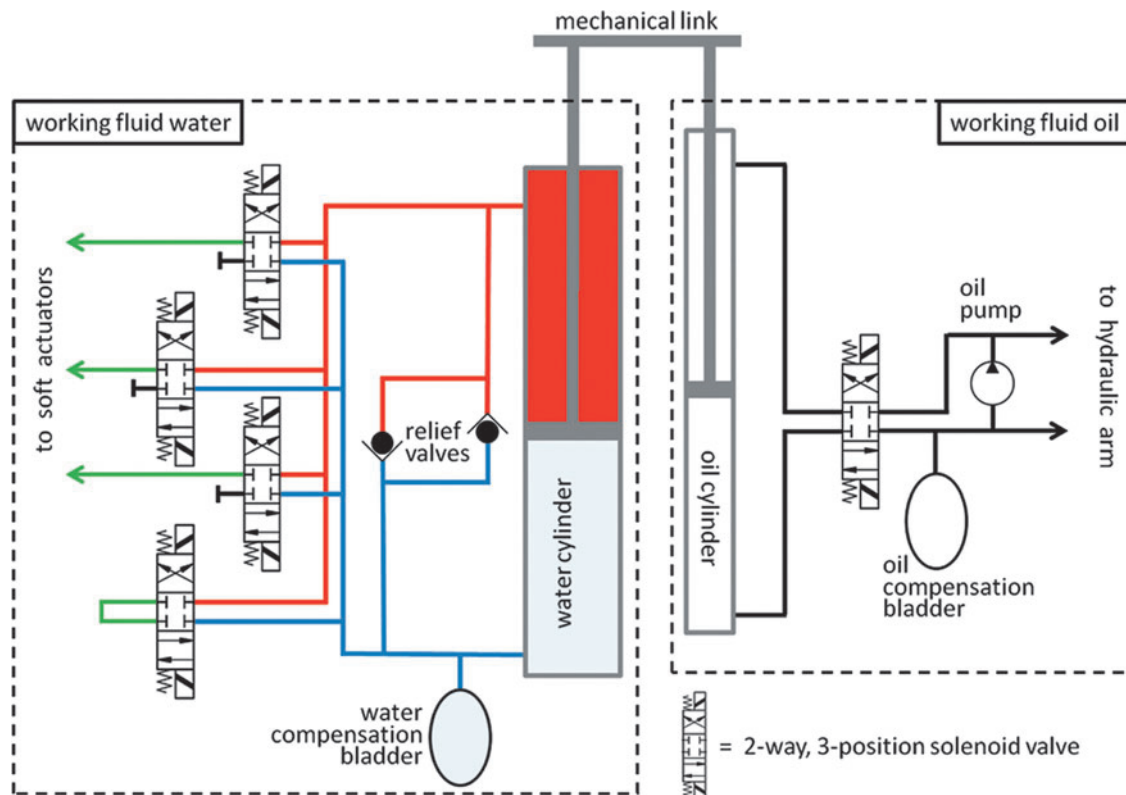 mechanical link
working fluid water
working fluid oil
to soft actuators
relief
valves
water cylinder
water
compensation
bladder
oil cylinder
oil
pump
to hydraulic arm
oil
compensation
bladder
= 2-way, 3-position solenoid valve